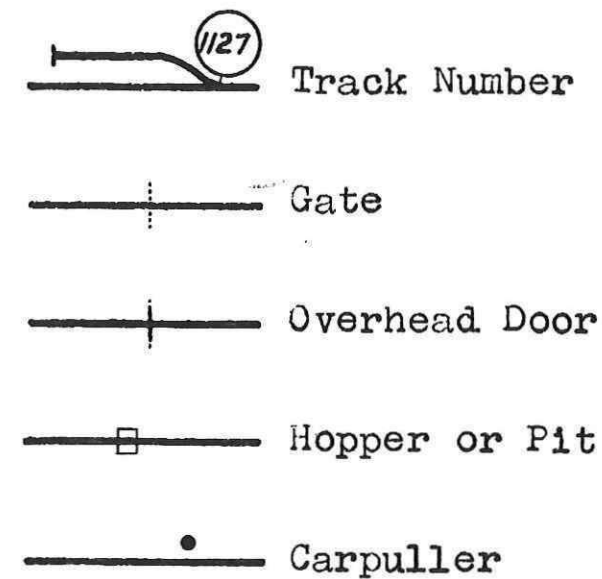 1127
Track Number
Gate
Overhead Door
Hopper or Pit
Carpuller